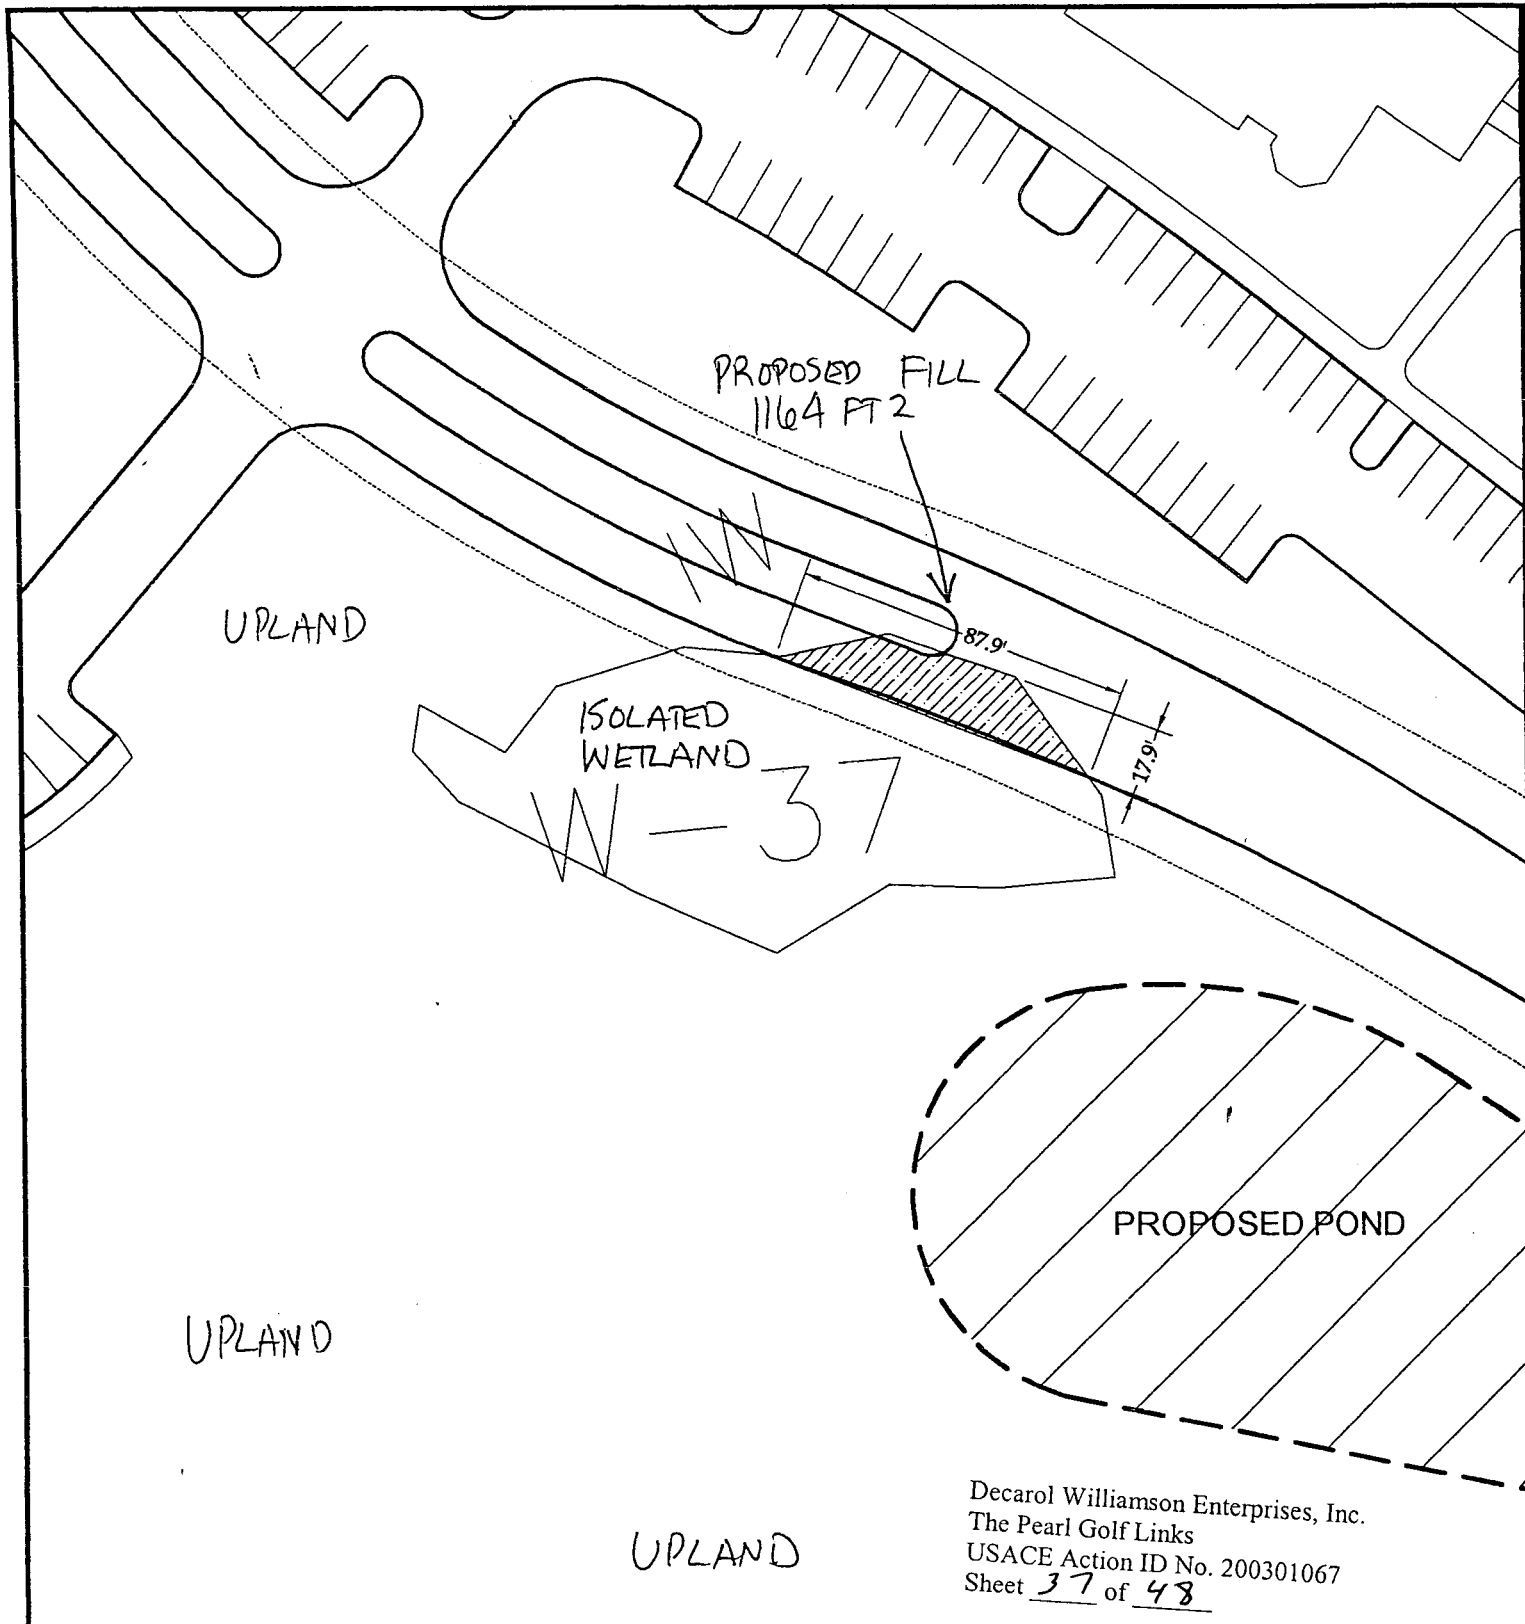 PROPOSED FILL
1164 FT2
UPLAND
87.9'
ISOLATED
WETLAND
17.9'
W-37
PROPOSED POND
UPLAND
Decarol Williamson Enterprises, Inc.
The Pearl Golf Links
USACE Action ID No. 200301067
Sheet 37 of 48
UPLAND